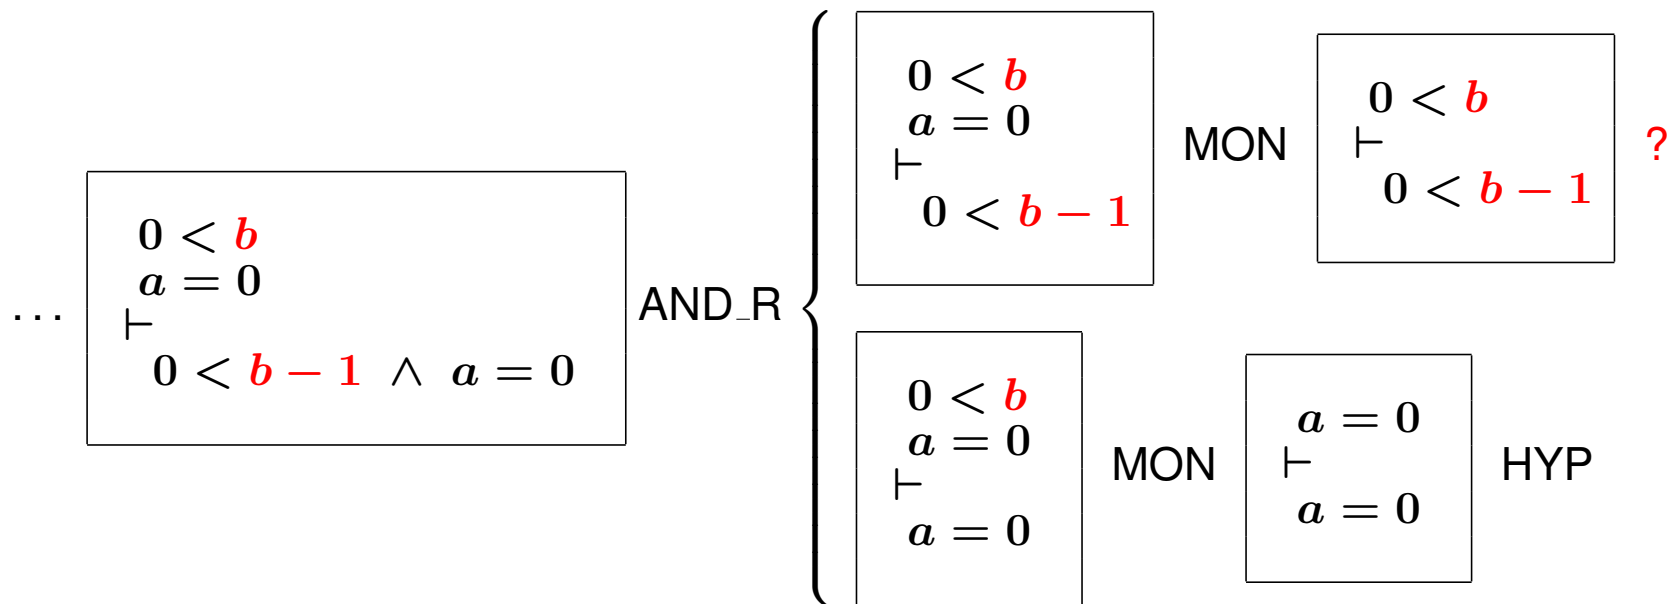 ...
0 < b
a = 0
⊢
0 < b − 1 ∧ a = 0
AND_R
0 < b
a = 0
⊢
0 < b − 1
MON
0 < b
⊢
0 < b − 1
?
0 < b
a = 0
⊢
a = 0
MON
a = 0
⊢
a = 0
HYP